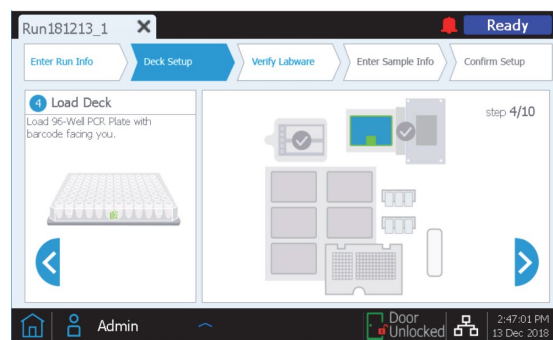 Run181213_1
Ready
Enter Run Info
Deck Setup
Verify Labware
Enter Sample Info
Confirm Setup
4 Load Deck
Load 96-Well PCR Plate with
barcode facing you.
step 4/10
Admin
Door
Unlocked
2:47:01 PM
13 Dec 2018